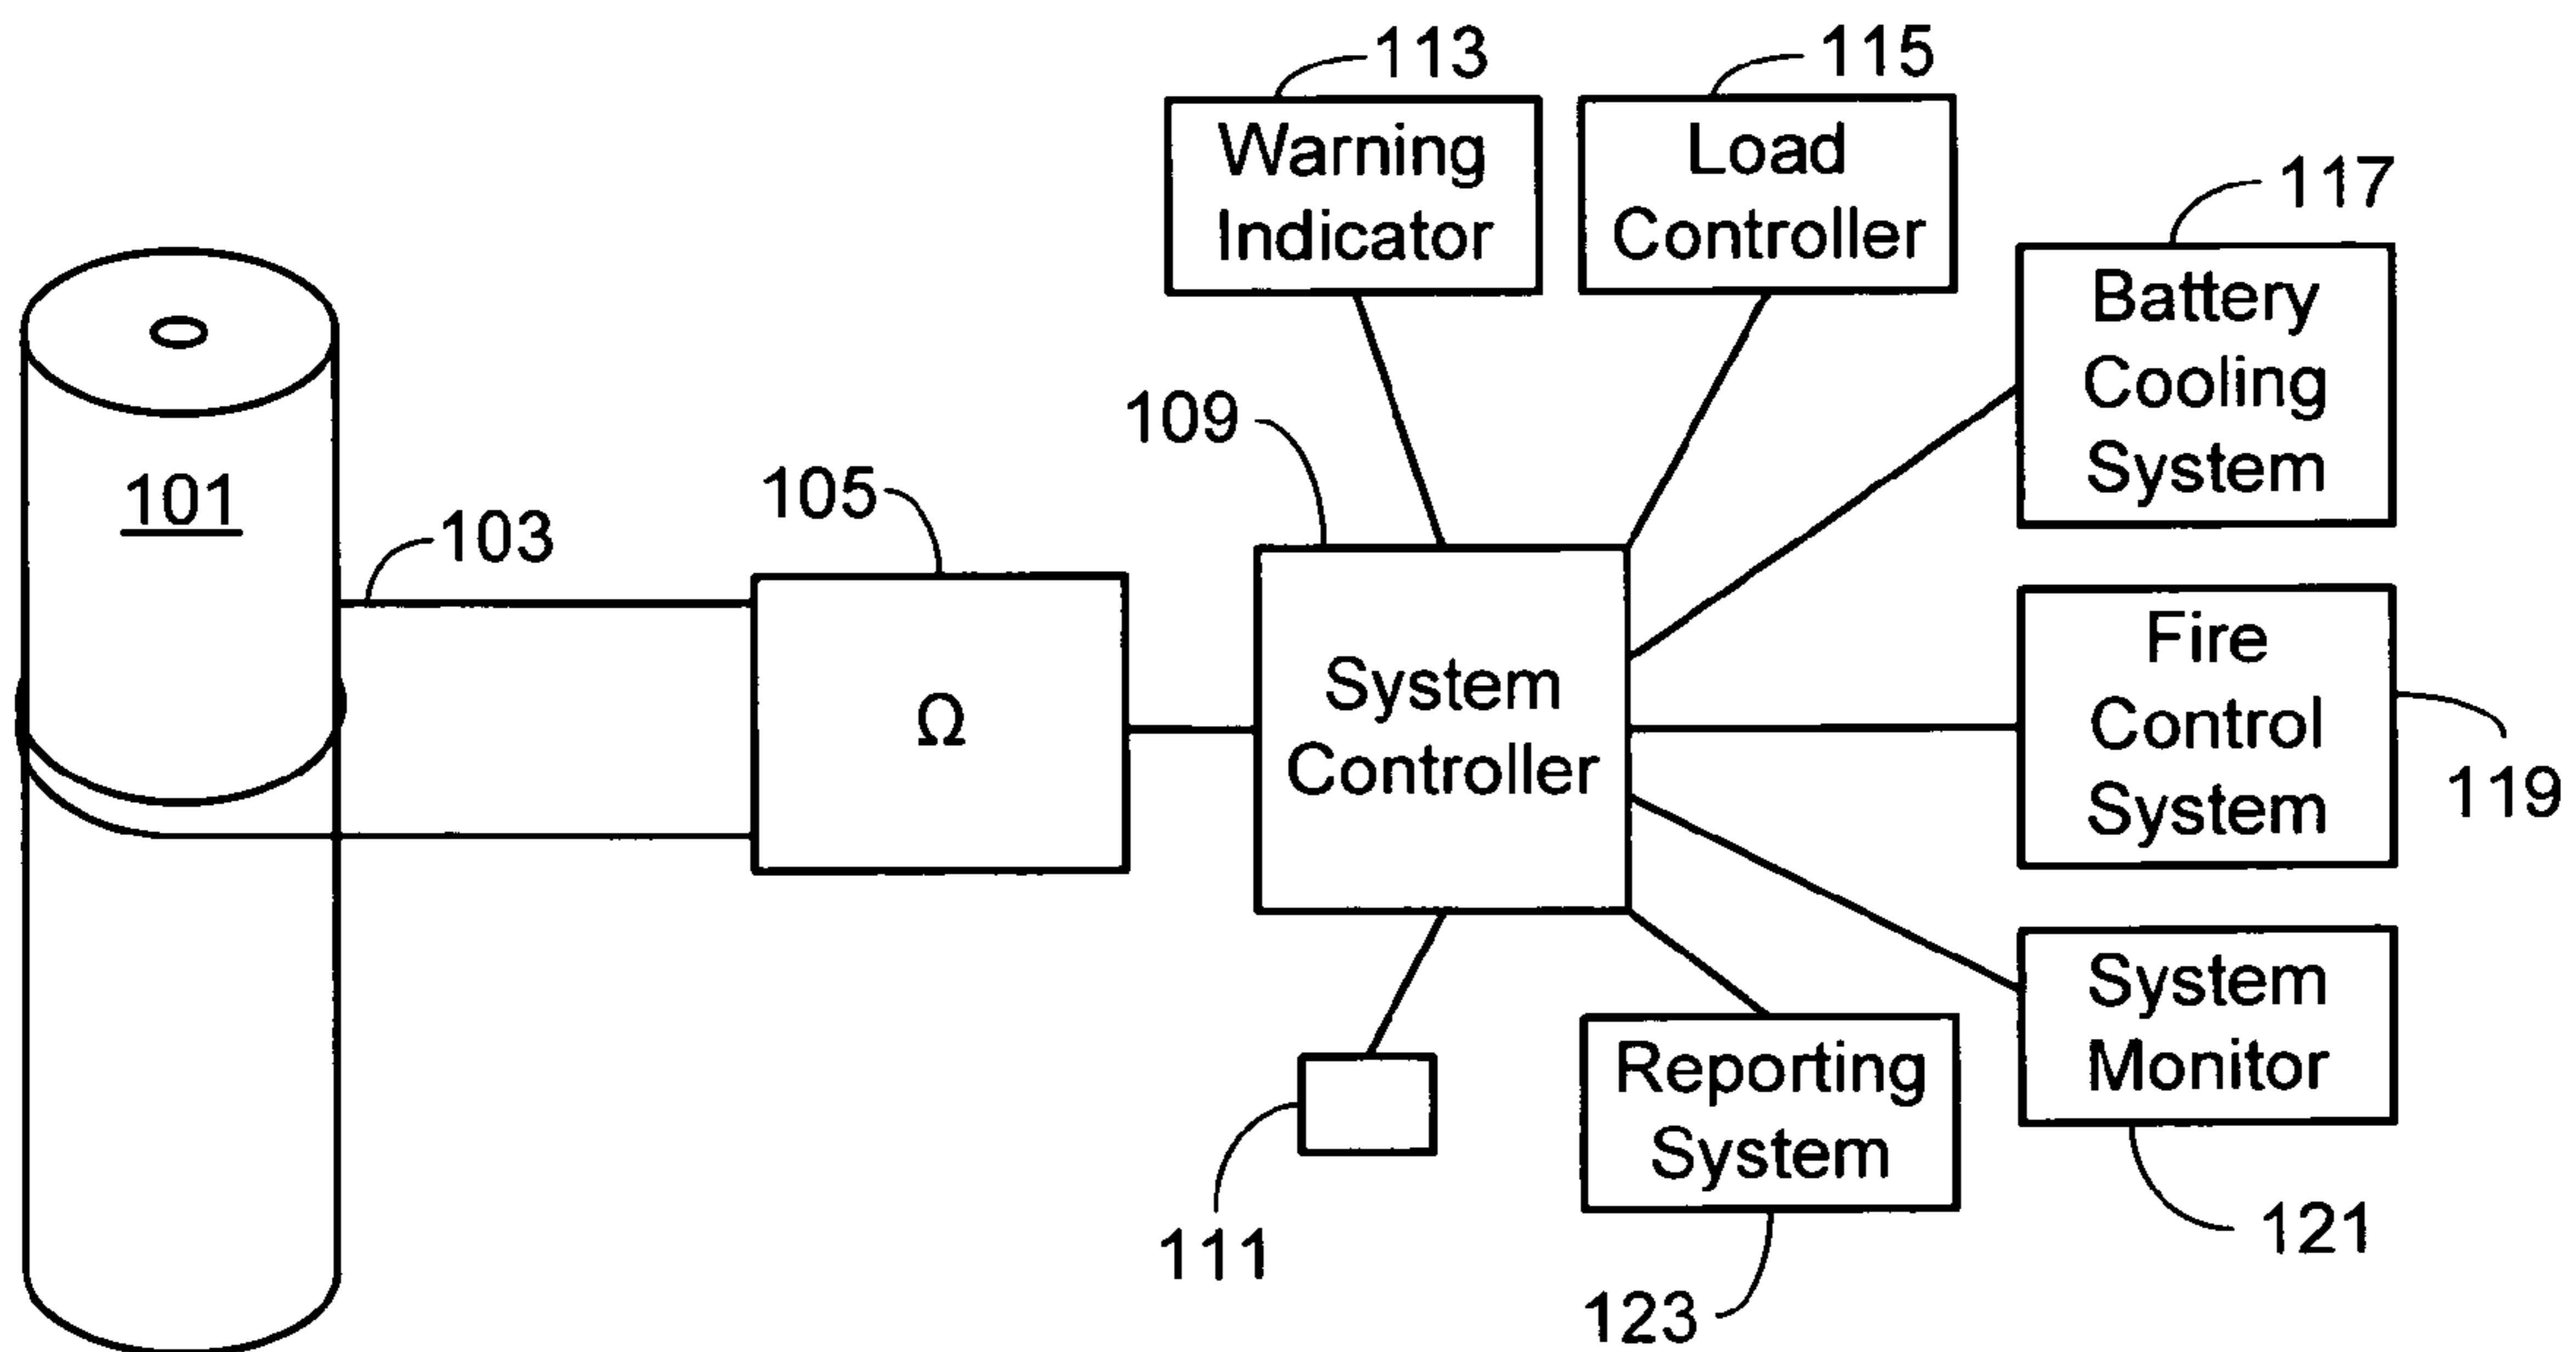 113
115
Warning
Indicator
Load
Controller
117
Battery
Cooling
System
109
101
103
105
Ω
System
Controller
Fire
Control
System
119
System
Monitor
121
Reporting
System
111
123